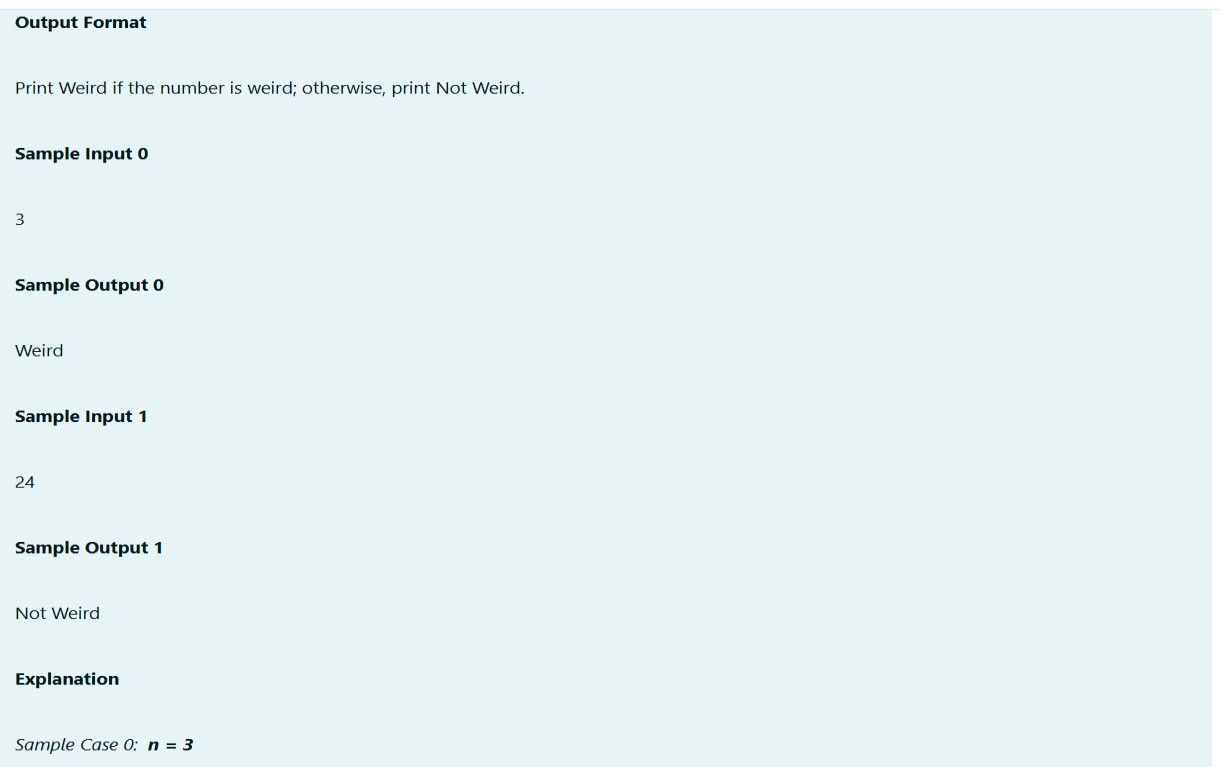 Output Format
Print Weird if the number is weird; otherwise, print Not Weird.
Sample Input 0
3
Sample Output 0
Weird
Sample Input 1
24
Sample Output 1
Not Weird
Explanation
Sample Case 0: n = 3